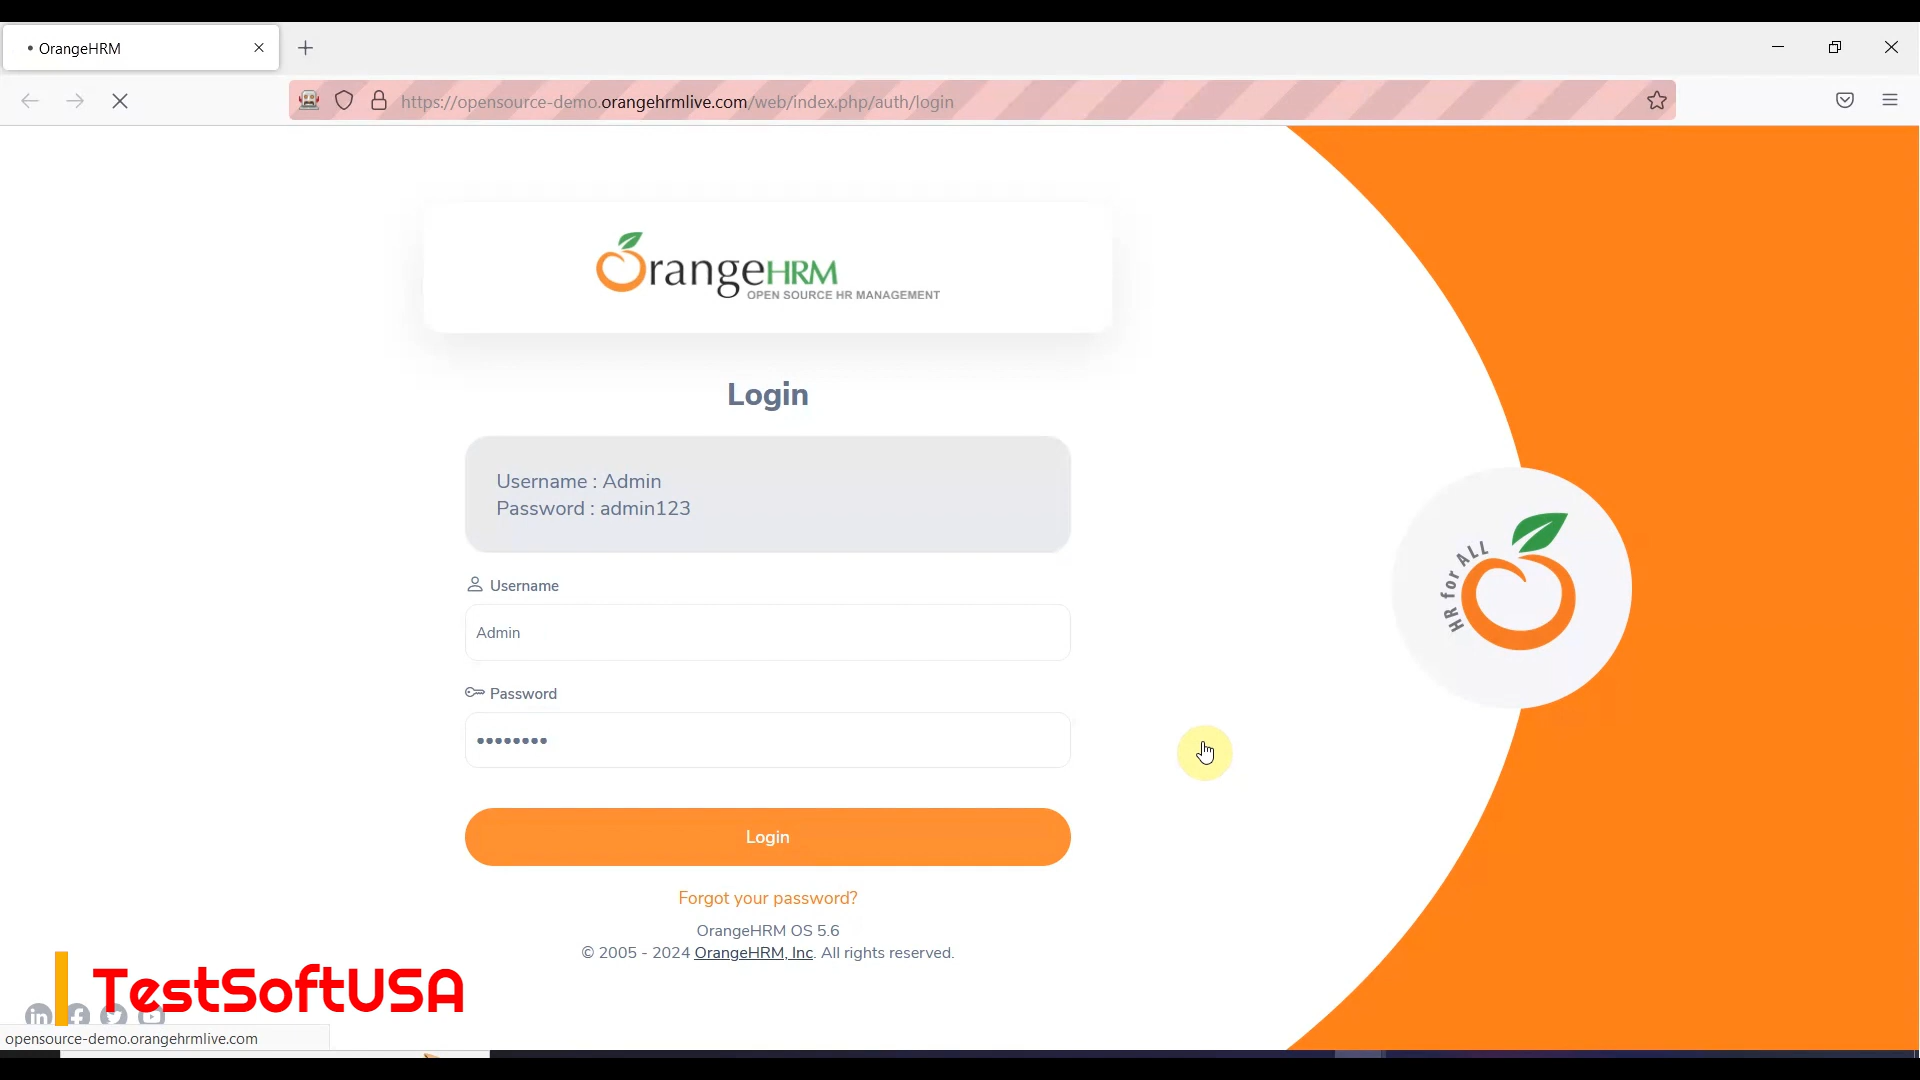 OrangeHRM
https://opensource-demo.orangehrmlive.com/web/index.php/auth/login
OrangeHRM
OPEN SOURCE HR MANAGEMENT
Login
Username : Admin
Password : admin123
Username
Admin
Password
••••••••
Login
Forgot your password?
OrangeHRM OS 5.6
© 2005 - 2024 OrangeHRM, Inc. All rights reserved.
HR for ALL
TestSoftUSA
opensource-demo.orangehrmlive.com